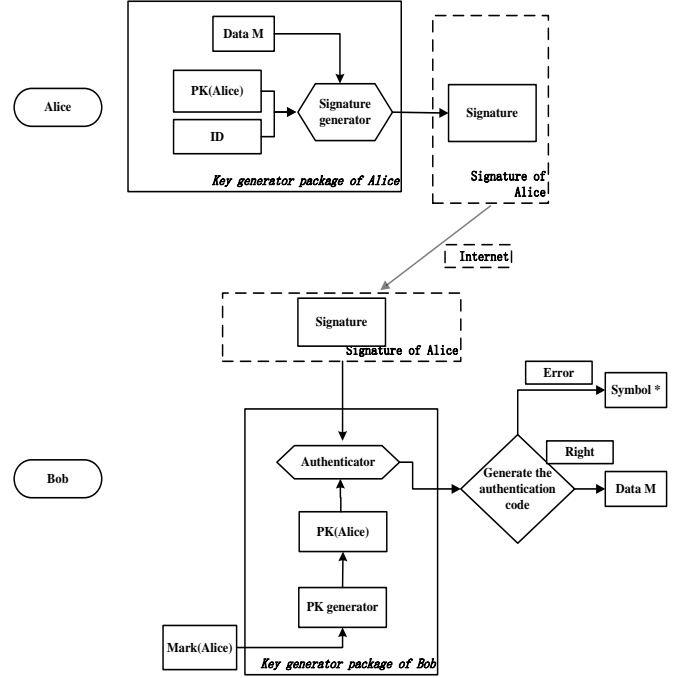 Data M
PK(Alice)
ID
Signature
generator
Key generator package of Alice
Alice
Signature
Signature of
Alice
Internet
Signature
Signature of Alice
Error
Symbol *
Right
Generate the
authentication
code
Data M
Bob
Authenticator
PK(Alice)
PK generator
Mark(Alice)
Key generator package of Bob